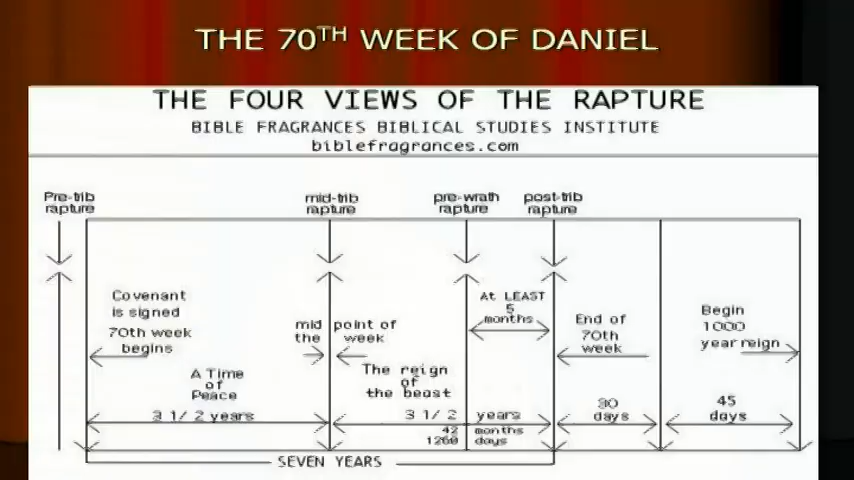 THE 70TH WEEK OF DANIEL
THE FOUR VIEWS OF THE RAPTURE
BIBLE FRAGRANCES BIBLICAL STUDIES INSTITUTE
biblefragrances.com
Pre-trib
rapture
mid-trib
rapture
pre-wrath
rapture
post-trib
rapture
Covenant
is signed
70th week
begins
mid point of
the week
At LEAST
5
months
End of
70th
week
Begin
1000
year reign
A Time
of
Peace
The reign
of
the beast
3 1/2 years
3 1/2 years
42 months
1260 days
30
days
45
days
SEVEN YEARS